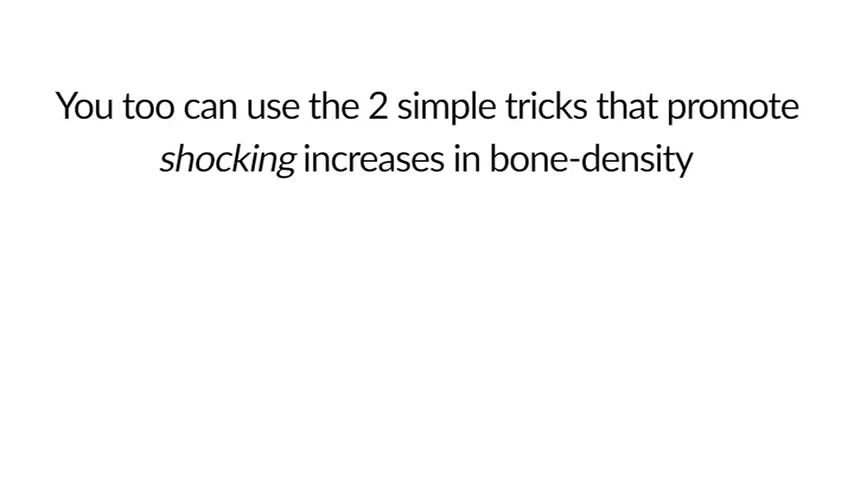 You too can use the 2 simple tricks that promote
shocking increases in bone-density